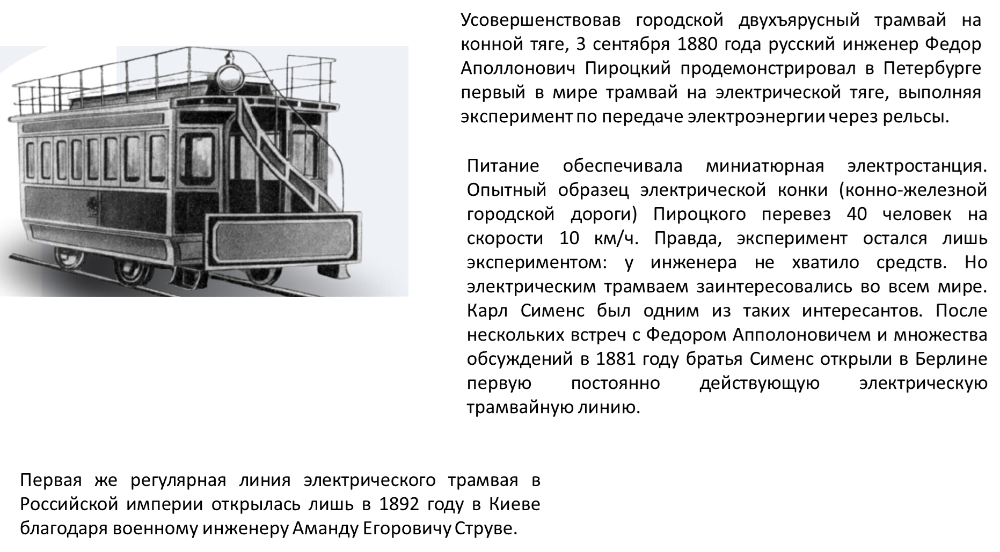 Усовершенствовав городской двухъярусный трамвай на
конной тяге, 3 сентября 1880 года русский инженер Федор
Аполлонович Пироцкий продемонстрировал в Петербурге
первый в мире трамвай на электрической тяге, выполняя
эксперимент по передаче электроэнергии через рельсы.
Питание обеспечивала миниатюрная электростанция.
Опытный образец электрической конки (конно-железной
городской дороги) Пироцкого перевез 40 человек на
скорости 10 км/ч. Правда, эксперимент остался лишь
экспериментом: у инженера не хватило средств. Но
электрическим трамваем заинтересовались во всем мире.
Карл Сименс был одним из таких интересантов. После
нескольких встреч с Федором Апполоновичем и множества
обсуждений в 1881 году братья Сименс открыли в Берлине
первую постоянно действующую электрическую
трамвайную линию.
Первая же регулярная линия электрического трамвая в
Российской империи открылась лишь в 1892 году в Киеве
благодаря военному инженеру Аманду Егоровичу Струве.